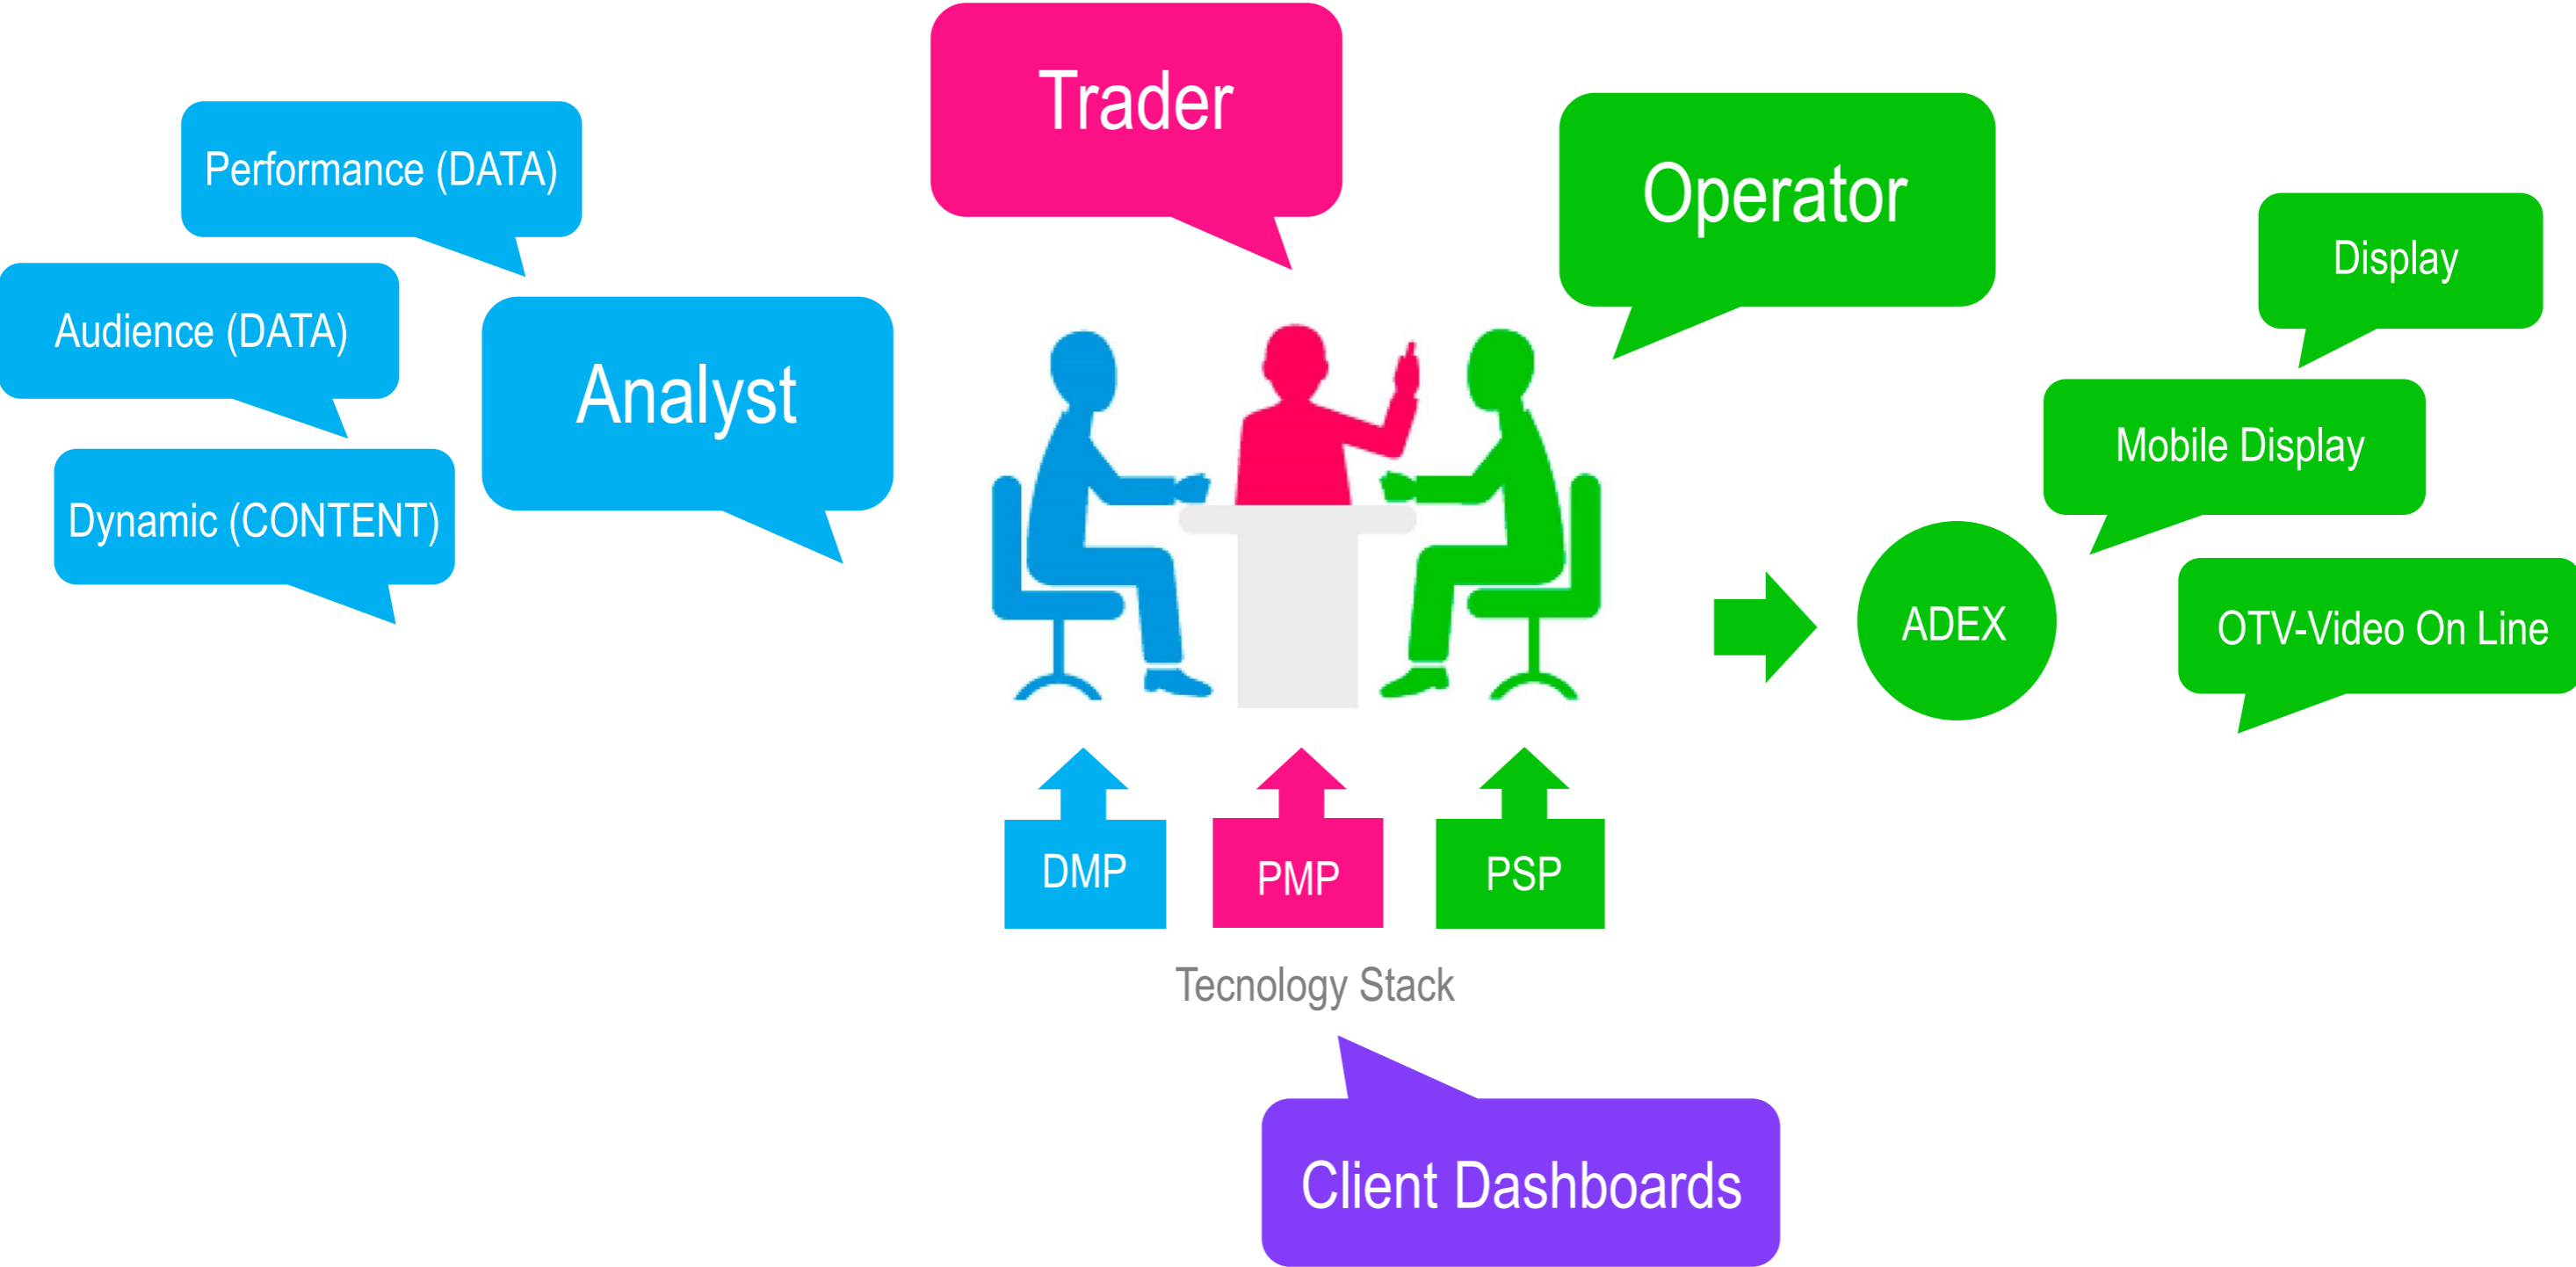 Trader
Performance (DATA)
Operator
Display
Audience (DATA)
Analyst
Mobile Display
Dynamic (CONTENT)
ADEX
OTV-Video On Line
DMP
PMP
PSP
Tecnology Stack
Client Dashboards